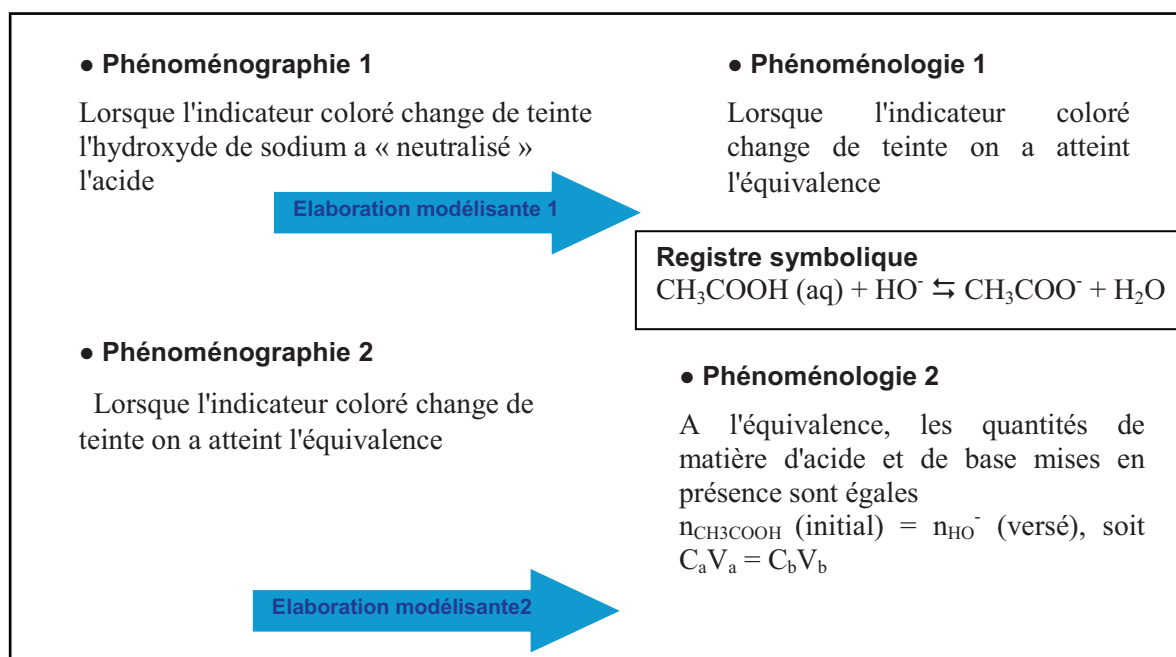 ● Phénoménographie 1
Lorsque l'indicateur coloré change de teinte
l'hydroxyde de sodium a « neutralisé »
l'acide
Elaboration modélisante 1
● Phénoménologie 1
Lorsque l'indicateur coloré
change de teinte on a atteint
l'équivalence
Registre symbolique
CH₃COOH (aq) + HO⁻ ⇆ CH₃COO⁻ + H₂O
● Phénoménographie 2
Lorsque l'indicateur coloré change de
teinte on a atteint l'équivalence
● Phénoménologie 2
A l'équivalence, les quantités de
matière d'acide et de base mises en
présence sont égales
n_CH3COOH (initial) = n_HO⁻ (versé), soit
CₐVₐ = C_bV_b
Elaboration modélisante2